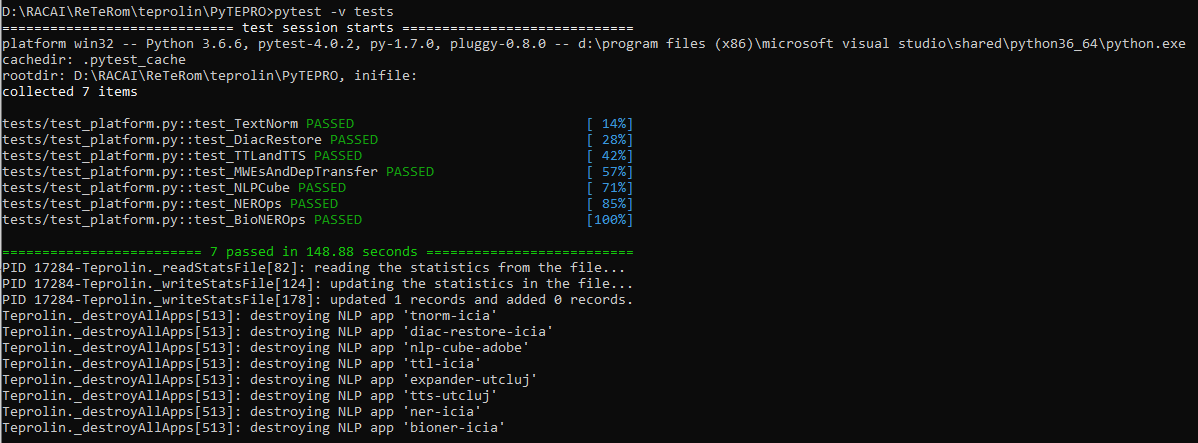 D:\RACAI\ReTeRom\teprolin\PyTEPRO>pytest -v tests
============================= test session starts =============================
platform win32 -- Python 3.6.6, pytest-4.0.2, py-1.7.0, pluggy-0.8.0 -- d:\program files (x86)\microsoft visual studio\shared\python36_64\python.exe
cachedir: .pytest_cache
rootdir: D:\RACAI\ReTeRom\teprolin\PyTEPRO, inifile:
collected 7 items
tests/test_platform.py::test_TextNorm PASSED [ 14%]
tests/test_platform.py::test_DiacRestore PASSED [ 28%]
tests/test_platform.py::test_TTLandTTS PASSED [ 42%]
tests/test_platform.py::test_MWEsAndDepTransfer PASSED [ 57%]
tests/test_platform.py::test_NLPCube PASSED [ 71%]
tests/test_platform.py::test_NEROps PASSED [ 85%]
tests/test_platform.py::test_BioNEROps PASSED [100%]
========================= 7 passed in 148.88 seconds ==========================
PID 17284-Teprolin._readStatsFile[82]: reading the statistics from the file...
PID 17284-Teprolin._writeStatsFile[124]: updating the statistics in the file...
PID 17284-Teprolin._writeStatsFile[178]: updated 1 records and added 0 records.
Teprolin._destroyAllApps[513]: destroying NLP app 'tnorm-icia'
Teprolin._destroyAllApps[513]: destroying NLP app 'diac-restore-icia'
Teprolin._destroyAllApps[513]: destroying NLP app 'nlp-cube-adobe'
Teprolin._destroyAllApps[513]: destroying NLP app 'ttl-icia'
Teprolin._destroyAllApps[513]: destroying NLP app 'expander-utcluj'
Teprolin._destroyAllApps[513]: destroying NLP app 'tts-utcluj'
Teprolin._destroyAllApps[513]: destroying NLP app 'ner-icia'
Teprolin._destroyAllApps[513]: destroying NLP app 'bioner-icia'